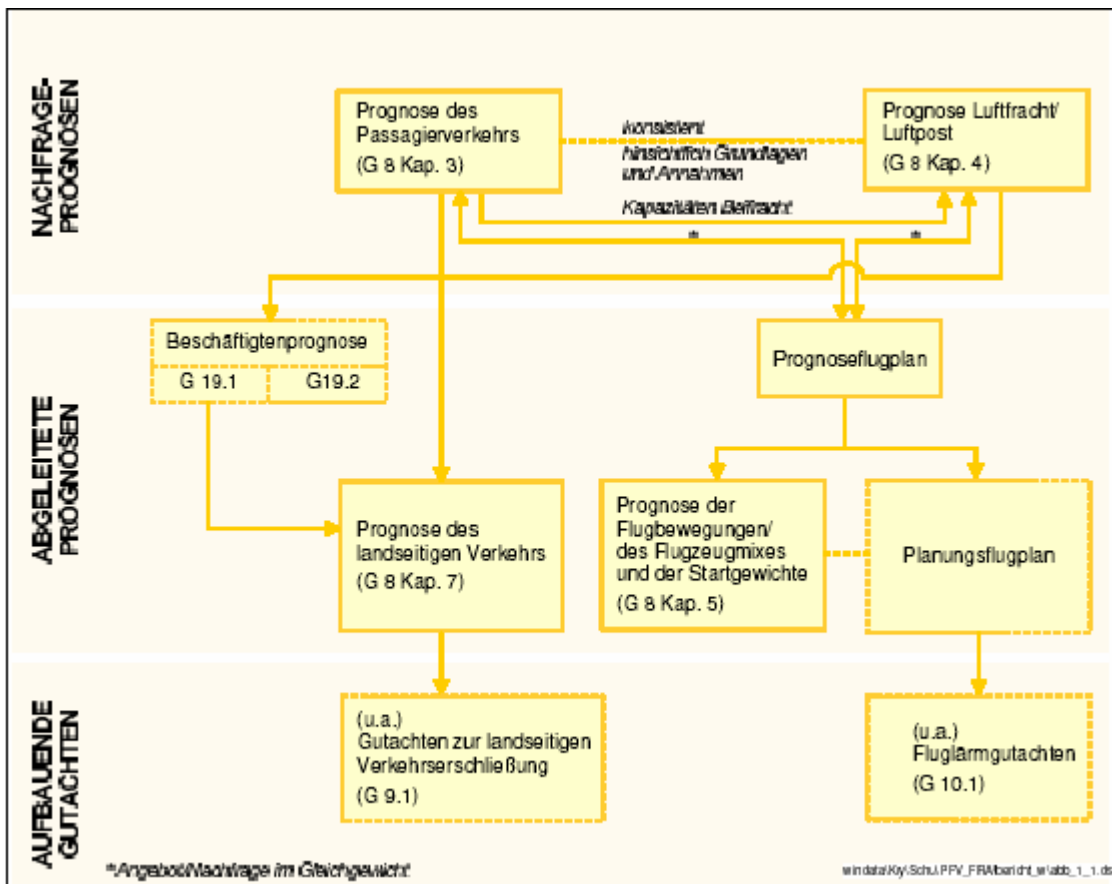 NACHFRAGE-
PROGNOSEN
Prognose des
Passagierverkehrs
(G 8 Kap. 3)
konsistent
hinsichtlich Grundlagen
und Annahmen
Kapazitäten Beifracht
*
*
Prognose Luftfracht/
Luftpost
(G 8 Kap. 4)
ABGELEITETE
PROGNOSEN
Beschäftigtenprognose
G 19.1
G19.2
Prognoseflugplan
Prognose des
landseitigen Verkehrs
(G 8 Kap. 7)
Prognose der
Flugbewegungen/
des Flugzeugmixes
und der Startgewichte
(G 8 Kap. 5)
Planungsflugplan
AUFBAUENDE
GUTACHTEN
(u.a.)
Gutachten zur landseitigen
Verkehrserschließung
(G 9.1)
(u.a.)
Fluglärmgutachten
(G 10.1)
*Angebot/Nachfrage im Gleichgewicht